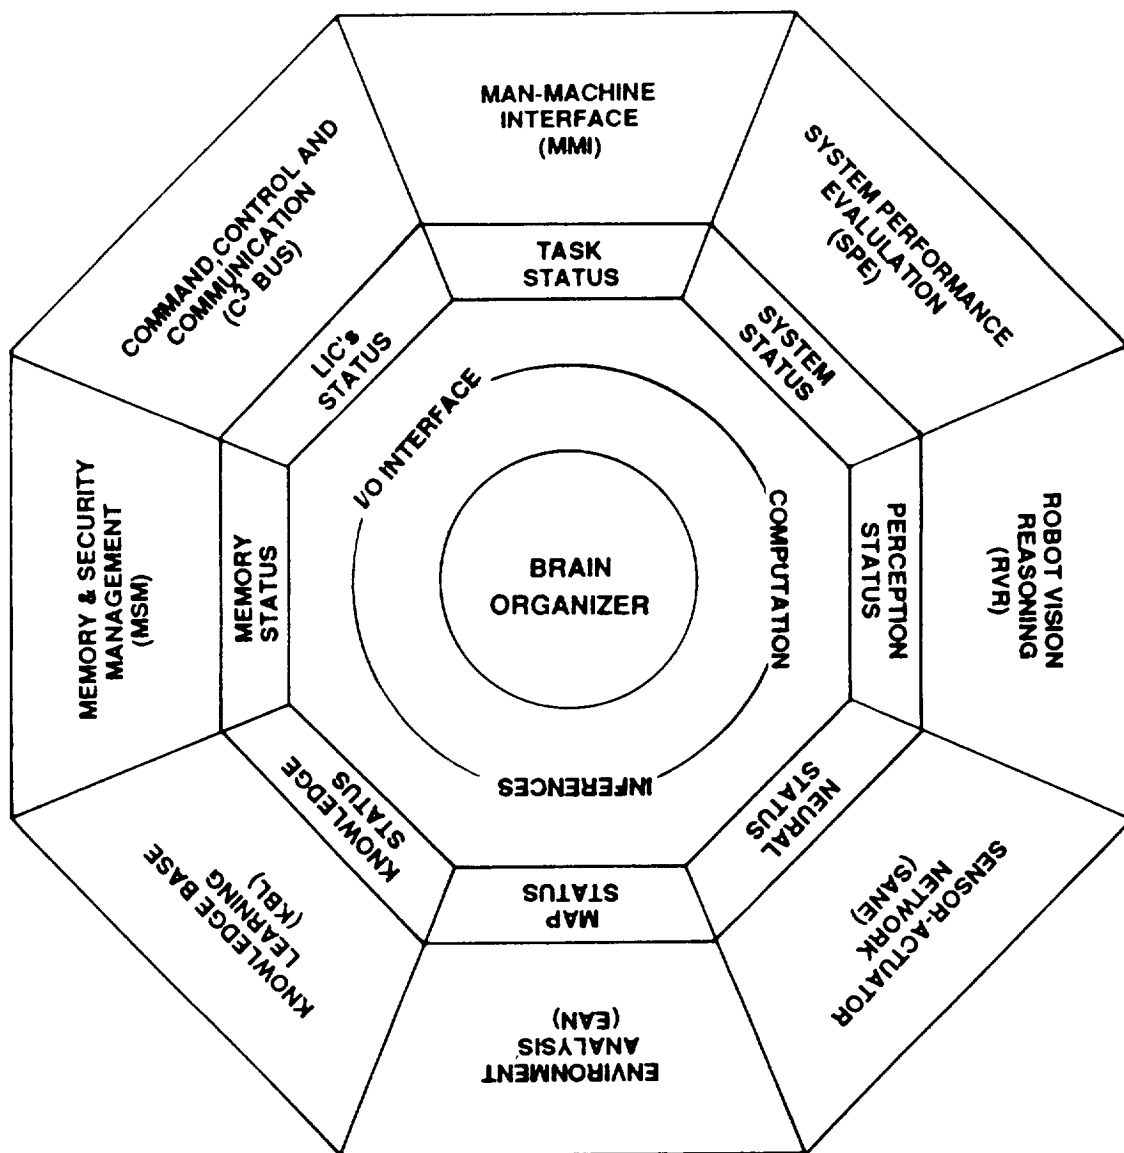 MAN-MACHINE
INTERFACE
(MMI)
SYSTEM PERFORMANCE
EVALULATION
(SPE)
ROBOT VISION
REASONING
(RVR)
SENSOR-ACTUATOR
NETWORK
(SANE)
ENVIRONMENT
ANALYSIS
(EAN)
KNOWLEDGE BASE
LEARNING
(KBL)
MEMORY & SECURITY
MANAGEMENT
(MSM)
COMMAND, CONTROL AND
COMMUNICATION
(C³ BUS)
TASK
STATUS
SYSTEM
STATUS
PERCEPTION
STATUS
NEURAL
STATUS
MAP
STATUS
KNOWLEDGE
STATUS
MEMORY
STATUS
LIC's
STATUS
I/O INTERFACE
COMPUTATION
INFERENCES
BRAIN
ORGANIZER